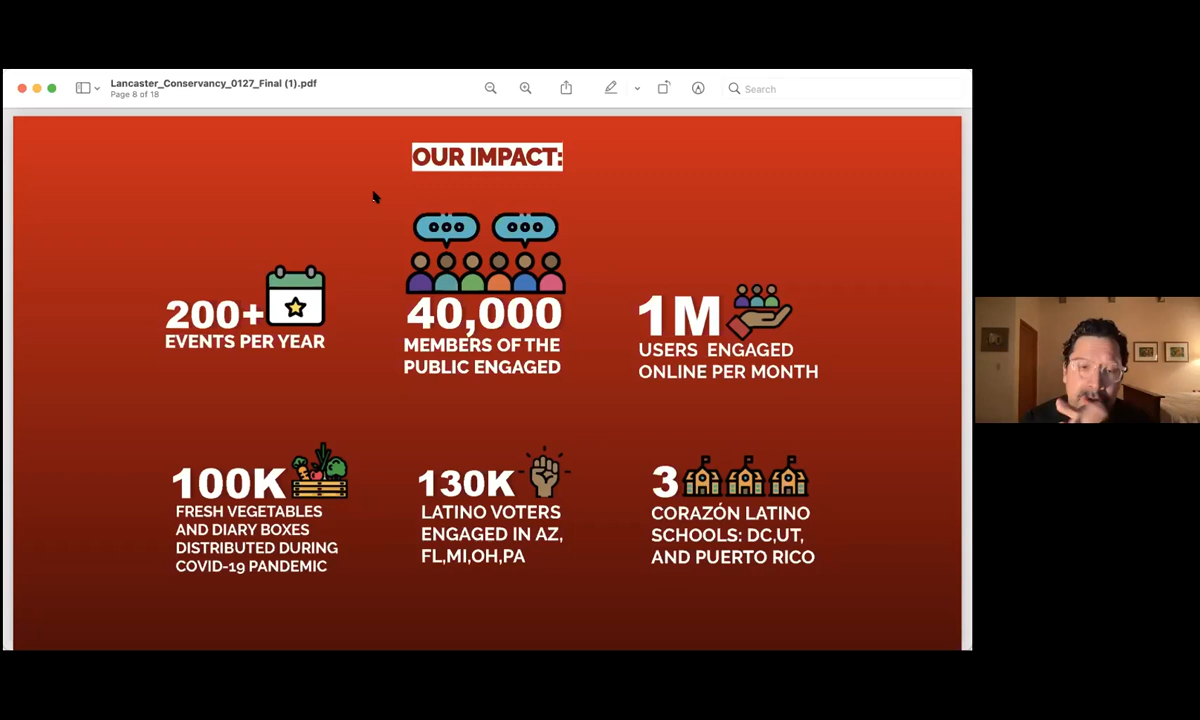 Lancaster_Conservancy_0127_Final (1).pdf
Page 8 of 18
Search
OUR IMPACT:
200+
EVENTS PER YEAR
40,000
MEMBERS OF THE
PUBLIC ENGAGED
1M
USERS ENGAGED
ONLINE PER MONTH
100K
FRESH VEGETABLES
AND DIARY BOXES
DISTRIBUTED DURING
COVID-19 PANDEMIC
130K
LATINO VOTERS
ENGAGED IN AZ,
FL,MI,OH,PA
3
CORAZÓN LATINO
SCHOOLS: DC,UT,
AND PUERTO RICO